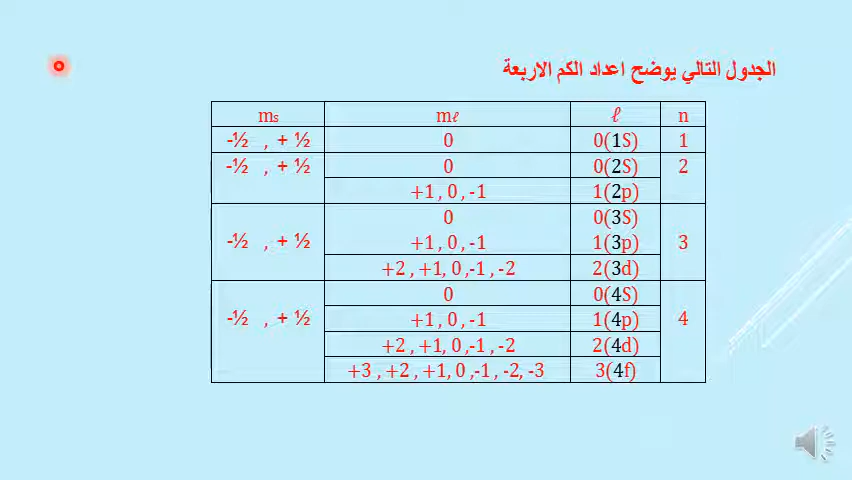 الجدول التالي يوضح اعداد الكم الاربعة
ms mℓ ℓ n
-½ , + ½ 0 0(1S) 1
-½ , + ½ 0 0(2S) 2
+1 , 0 , -1 1(2p)
0 0(3S)
-½ , + ½ +1 , 0 , -1 1(3p) 3
+2 , +1, 0 ,-1 , -2 2(3d)
0 0(4S)
-½ , + ½ +1 , 0 , -1 1(4p) 4
+2 , +1, 0 ,-1 , -2 2(4d)
+3 , +2 , +1, 0 ,-1 , -2, -3 3(4f)